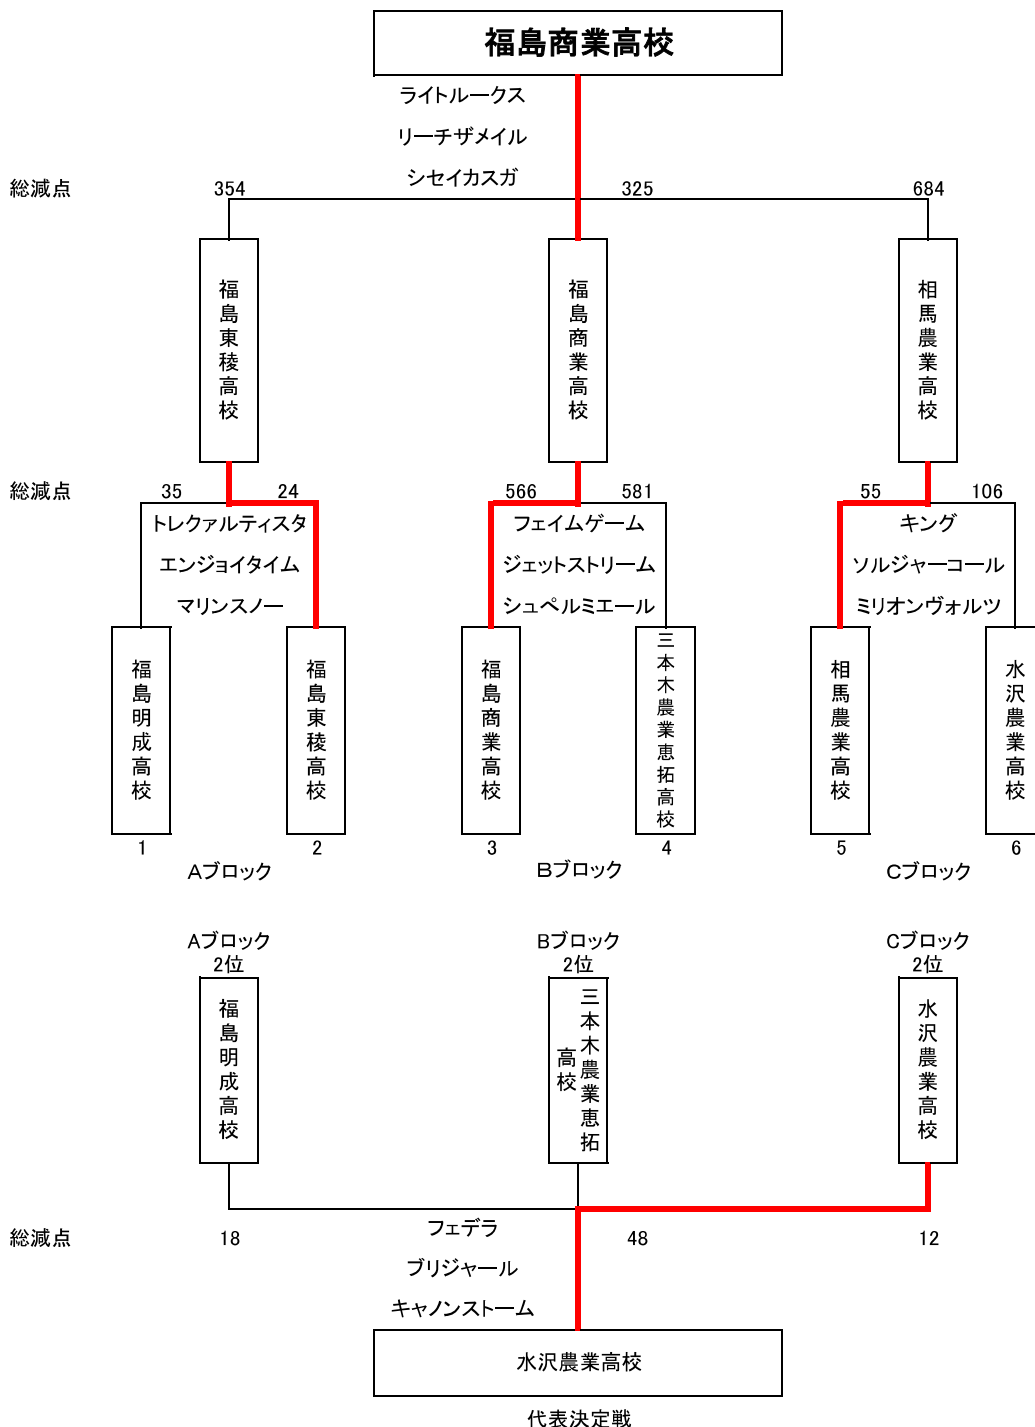 福島商業高校
ライトルークス
リーチザメイル
シセイカスガ
総減点
354
325
684
福島東稜高校
福島商業高校
相馬農業高校
総減点
35
24
566
581
55
106
トレクァルティスタ
エンジョイタイム
マリンスノー
フェイムゲーム
ジェットストリーム
シュペルミエール
キング
ソルジャーコール
ミリオンヴォルツ
福島明成高校
福島東稜高校
福島商業高校
三本木農業恵拓高校
相馬農業高校
水沢農業高校
1
2
3
4
5
6
Aブロック
Bブロック
Cブロック
Aブロック
2位
Bブロック
2位
Cブロック
2位
福島明成高校
三本木農業恵拓
高校
水沢農業高校
総減点
18
48
12
フェデラ
ブリジャール
キャノンストーム
水沢農業高校
代表決定戦